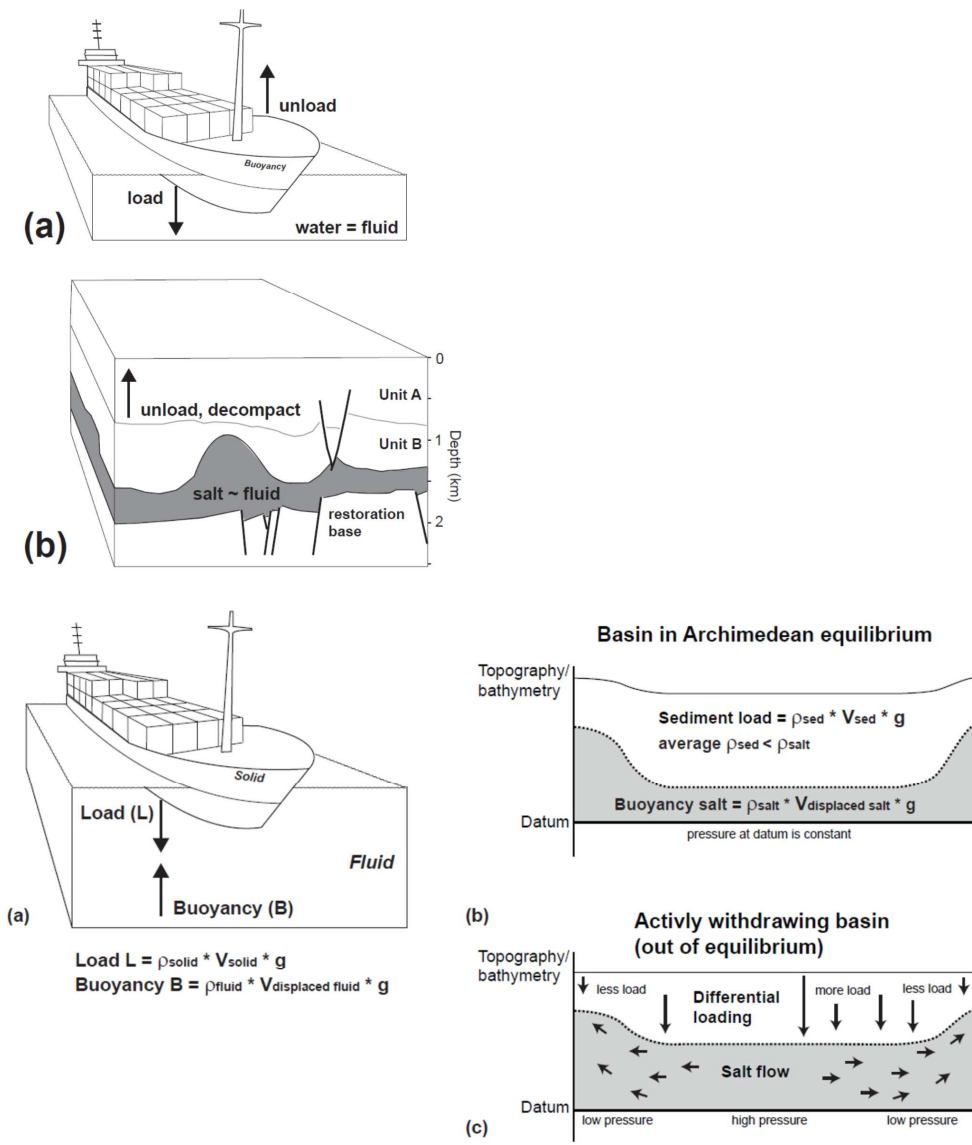 unload
Buoyancy
load
water = fluid
(a)
0
Unit A
unload, decompact
1
Unit B
Depth (km)
salt ~ fluid
restoration
base
2
(b)
Solid
Load (L)
Fluid
Buoyancy (B)
(a)
Load L = ρsolid * Vsolid * g
Buoyancy B = ρfluid * Vdisplaced fluid * g
Basin in Archimedean equilibrium
Topography/
bathymetry
Sediment load = ρsed * Vsed * g
average ρsed < ρsalt
Buoyancy salt = ρsalt * Vdisplaced salt * g
Datum
pressure at datum is constant
(b)
Activly withdrawing basin
(out of equilibrium)
Topography/
bathymetry
less load
Differential
loading
more load
less load
Salt flow
Datum
low pressure
high pressure
low pressure
(c)